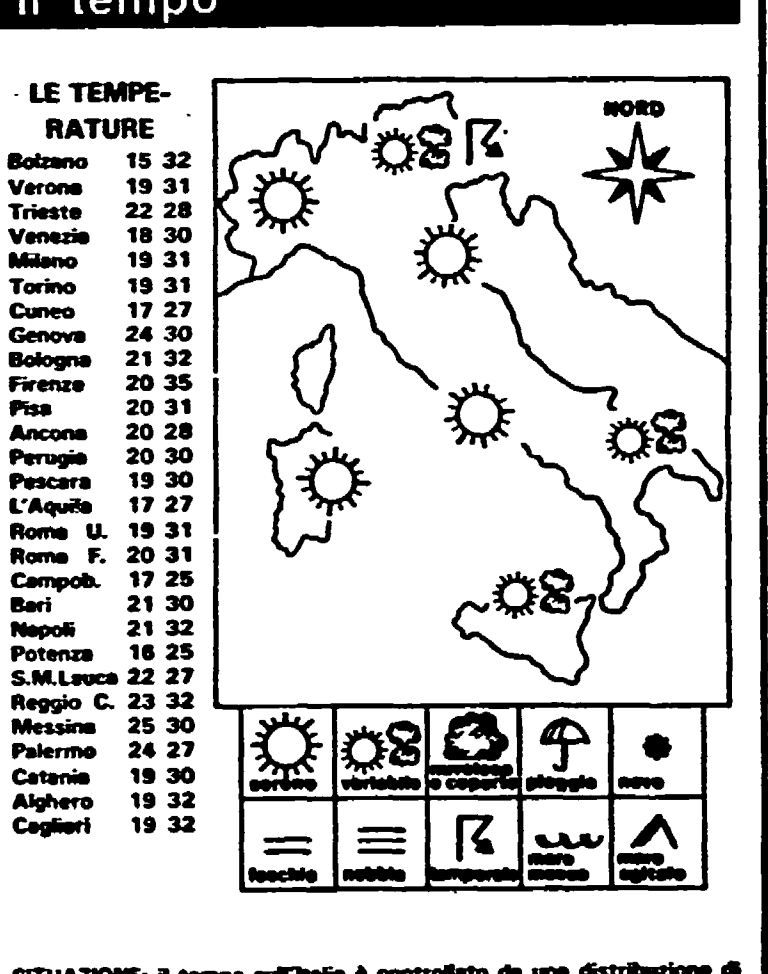 il tempo
LE TEMPE-
RATURE
Bolzano 15 32
Verona 19 31
Trieste 22 28
Venezia 18 30
Milano 19 31
Torino 19 31
Cuneo 17 27
Genova 24 30
Bologna 21 32
Firenze 20 35
Pisa 20 31
Ancona 20 28
Perugia 20 30
Pescara 19 30
L'Aquila 17 27
Roma U. 19 31
Roma F. 20 31
Campob. 17 25
Bari 21 30
Napoli 21 32
Potenza 16 25
S.M.Leuca 22 27
Reggio C. 23 32
Messina 25 30
Palermo 24 27
Catania 19 30
Alghero 19 32
Cagliari 19 32
NORD
sereno
variabile
nuvoloso
o coperto
pioggia
neve
foschia
nebbia
temporale
mare
mosso
mare
agitato
SITUAZIONE: il tempo sull'Italia è controllato da una distribuzione di